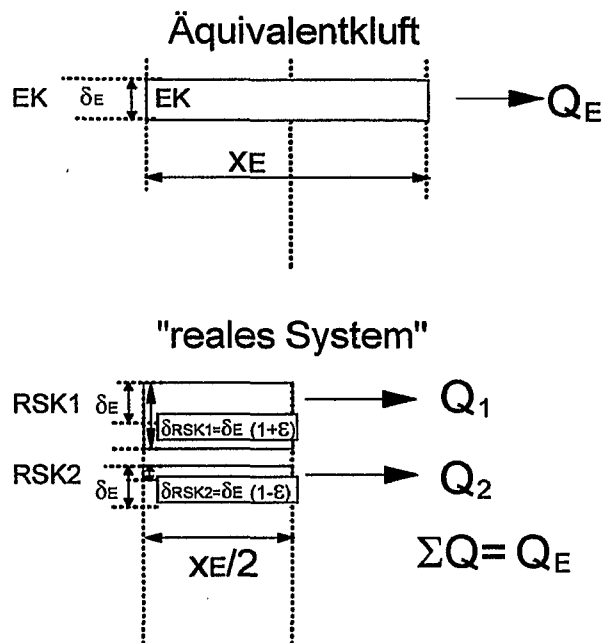 Äquivalentkluft
EK δE EK QE
XE
"reales System"
RSK1 δE Q1
δRSK1=δE (1+ε)
RSK2 δE Q2
δRSK2=δE (1-ε)
XE/2
ΣQ= QE